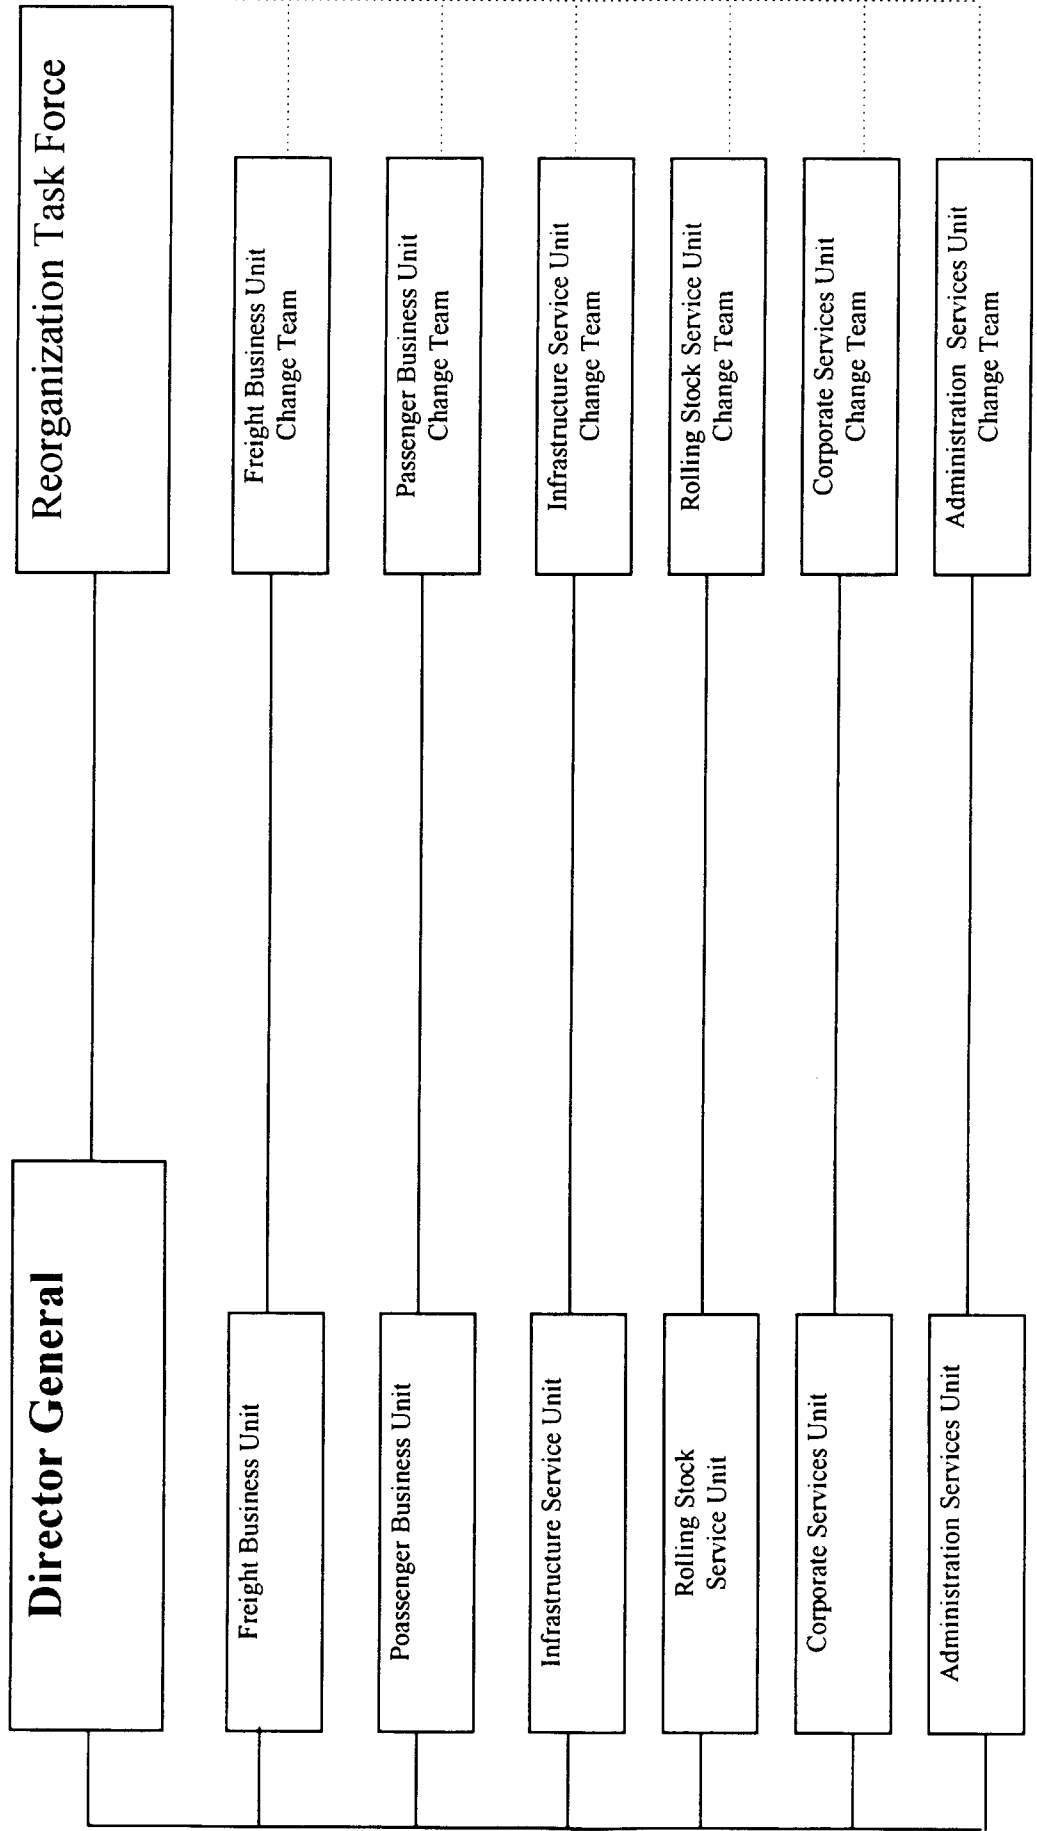 Director General
Reorganization Task Force
Freight Business Unit
Freight Business Unit
Change Team
Poassenger Business Unit
Passenger Business Unit
Change Team
Infrastructure Service Unit
Infrastructure Service Unit
Change Team
Rolling Stock
Service Unit
Rolling Stock Service Unit
Change Team
Corporate Services Unit
Corporate Services Unit
Change Team
Administration Services Unit
Administration Services Unit
Change Team